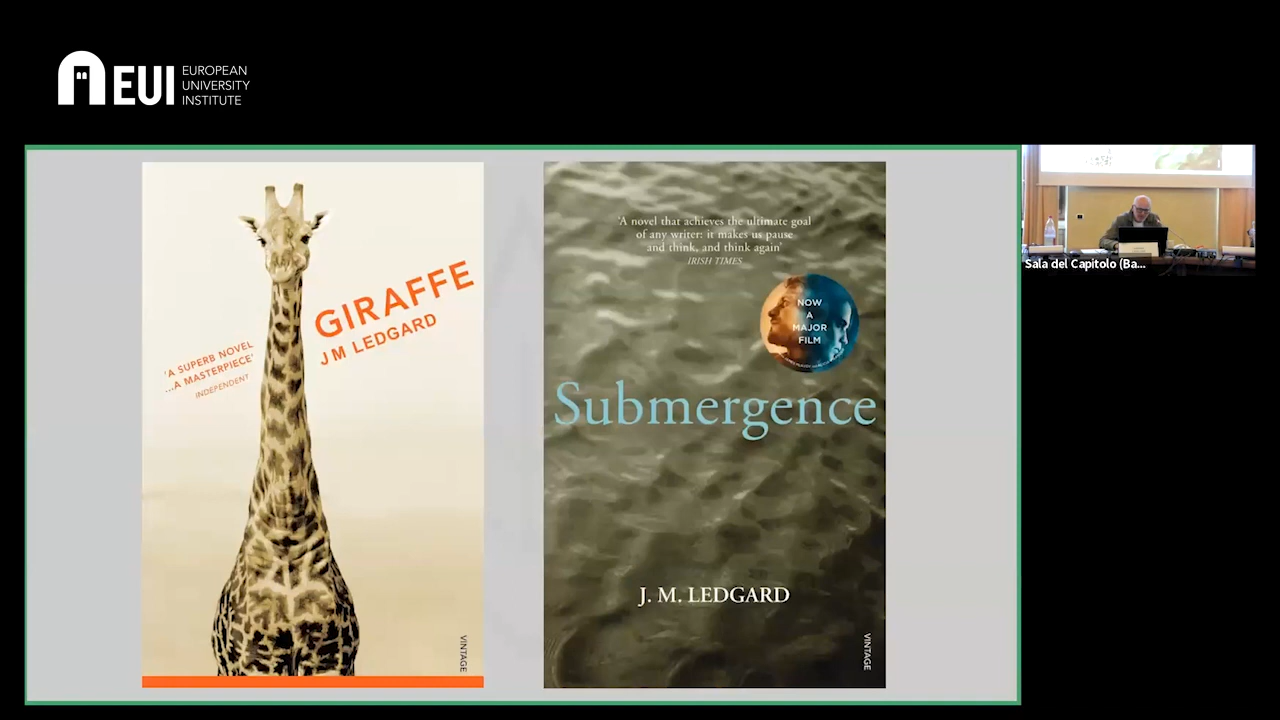 EUI
EUROPEAN
UNIVERSITY
INSTITUTE
GIRAFFE
JM LEDGARD
'A SUPERB NOVEL
...A MASTERPIECE'
INDEPENDENT
VINTAGE
'A novel that achieves the ultimate goal
of any writer: it makes us pause
and think, and think again'
IRISH TIMES
NOW
A
MAJOR
FILM
Submergence
J. M. LEDGARD
VINTAGE
Sala del Capitolo (Ba...